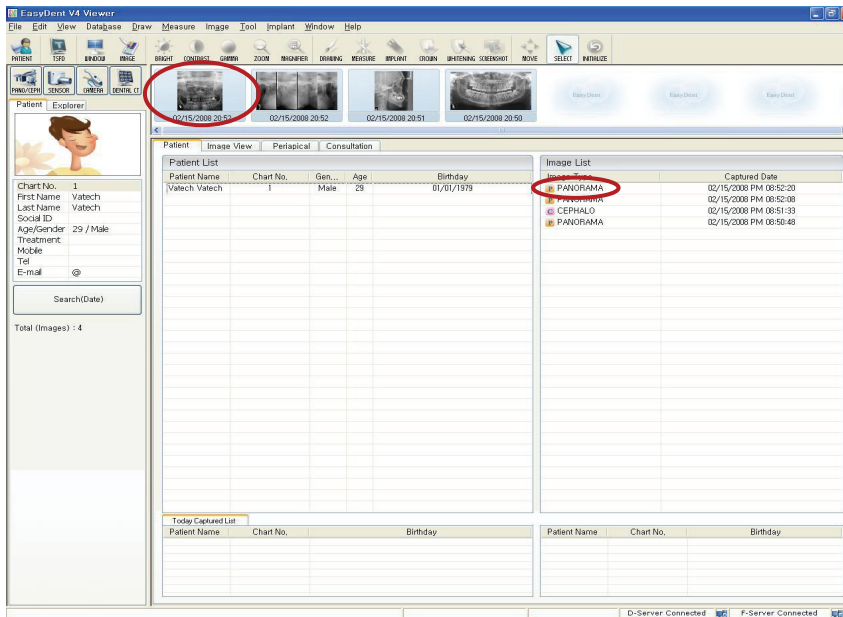 EasyDent V4 Viewer
File Edit View Database Draw Measure Image Tool Implant Window Help
PATIENT TSFD WINDOW IMAGE BRIGHT CONTRAST GAMMA ZOOM MAGNIFIER DRAWING MEASURE IMPLANT CROWN WHITENING SCREENSHOT MOVE SELECT INITIALIZE
PANO/CEPH SENSOR CAMERA DENTAL CT
02/15/2008 20:52 02/15/2008 20:52 02/15/2008 20:51 02/15/2008 20:50
Easy Dent Easy Dent Easy Dent
Patient Explorer
Chart No. 1
First Name Vatech
Last Name Vatech
Social ID
Age/Gender 29 / Male
Treatment
Mobile
Tel
E-mail @
Search(Date)
Total (Images) : 4
Patient Image View Periapical Consultation
Patient List
Patient Name Chart No. Gen... Age Birthday
Vatech Vatech 1 Male 29 01/01/1979
Image List
Image Type Captured Date
P PANORAMA 02/15/2008 PM 08:52:20
P PANORAMA 02/15/2008 PM 08:52:08
C CEPHALO 02/15/2008 PM 08:51:33
P PANORAMA 02/15/2008 PM 08:50:48
Today Captured List
Patient Name Chart No. Birthday
Patient Name Chart No. Birthday
D-Server Connected F-Server Connected